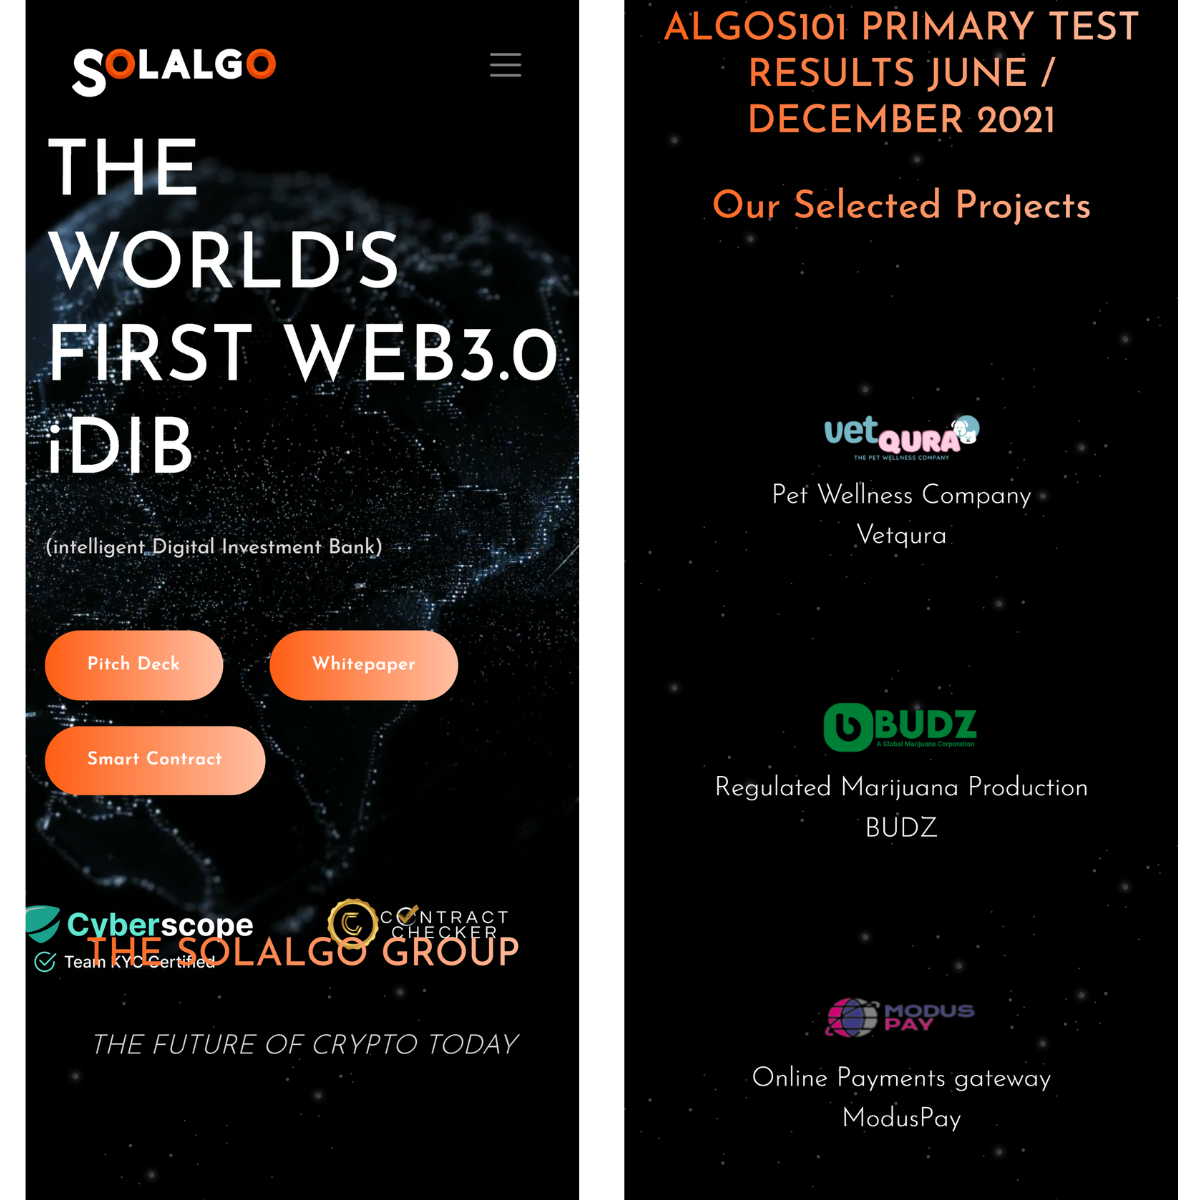 SOLALGO
THE
WORLD'S
FIRST WEB3.0
iDIB
(intelligent Digital Investment Bank)
Pitch Deck
Whitepaper
Smart Contract
Cyberscope
Team KYC Certified
CONTRACT
CHECKER
THE SOLALGO GROUP
THE FUTURE OF CRYPTO TODAY
ALGOS101 PRIMARY TEST
RESULTS JUNE /
DECEMBER 2021
Our Selected Projects
vet QURA
THE PET WELLNESS COMPANY
Pet Wellness Company
Vetqura
b BUDZ
A Global Marijuana Corporation
Regulated Marijuana Production
BUDZ
MODUS
PAY
Online Payments gateway
ModusPay